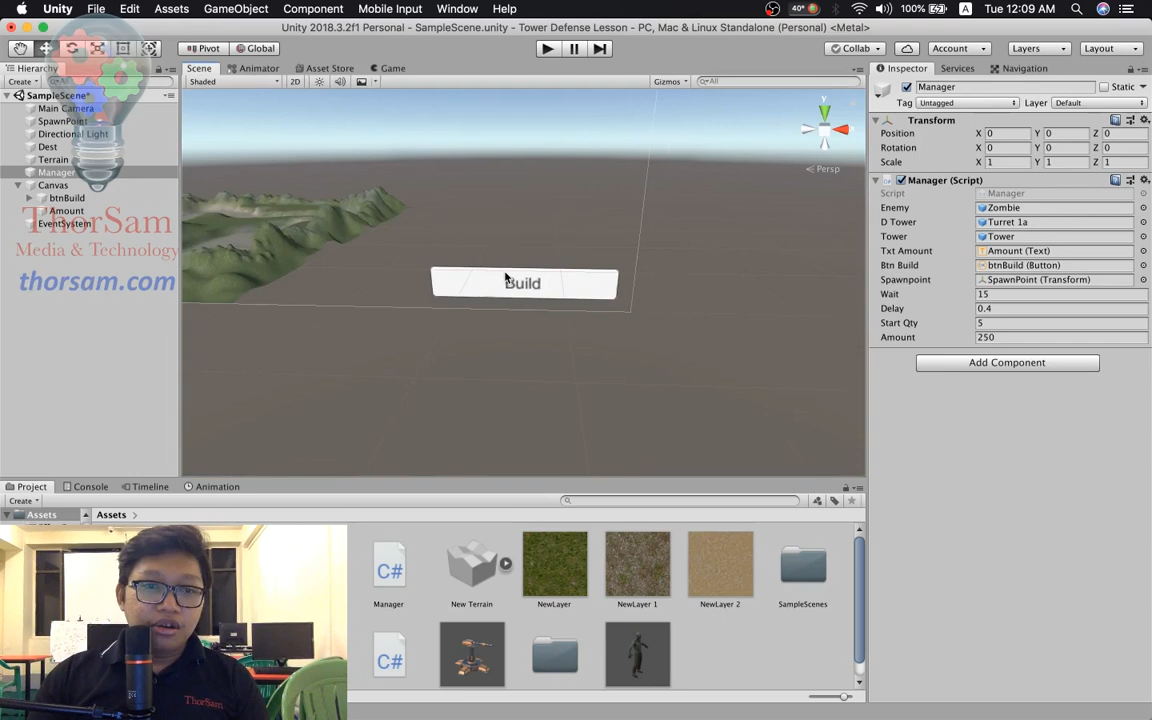 Unity File Edit Assets GameObject Component Mobile Input Window Help 40° 100% A Tue 12:09 AM
Unity 2018.3.2f1 Personal - SampleScene.unity - Tower Defense Lesson - PC, Mac & Linux Standalone (Personal) <Metal>
Pivot Global Collab Account Layers Layout
Hierarchy Scene Animator Asset Store Game Inspector Services Navigation
Create Shaded 2D Gizmos All
Manager Static
SampleScene*
Tag Untagged Layer Default
Main Camera
SpawnPoint
Directional Light
Dest
Terrain
Manager
Canvas
btnBuild
Amount
EventSystem
ThorSam
Media & Technology
thorsam.com
y
Persp
Build
Transform
Position X 0 Y 0 Z 0
Rotation X 0 Y 0 Z 0
Scale X 1 Y 1 Z 1
Manager (Script)
Script Manager
Enemy Zombie
D Tower Turret 1a
Tower Tower
Txt Amount Amount (Text)
Btn Build btnBuild (Button)
Spawnpoint SpawnPoint (Transform)
Wait 15
Delay 0.4
Start Qty 5
Amount 250
Add Component
Project Console Timeline Animation
Create
Assets Assets
C#
Manager New Terrain NewLayer NewLayer 1 NewLayer 2 SampleScenes
C#
ThorSam